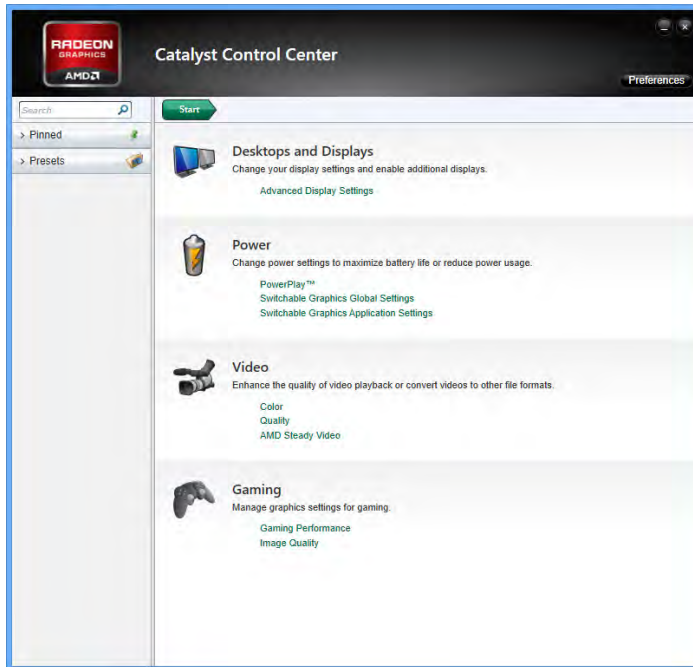 RADEON
GRAPHICS
AMD
Catalyst Control Center
Preferences
Search
Start
> Pinned
> Presets
Desktops and Displays
Change your display settings and enable additional displays.
Advanced Display Settings
Power
Change power settings to maximize battery life or reduce power usage.
PowerPlay™
Switchable Graphics Global Settings
Switchable Graphics Application Settings
Video
Enhance the quality of video playback or convert videos to other file formats.
Color
Quality
AMD Steady Video
Gaming
Manage graphics settings for gaming.
Gaming Performance
Image Quality